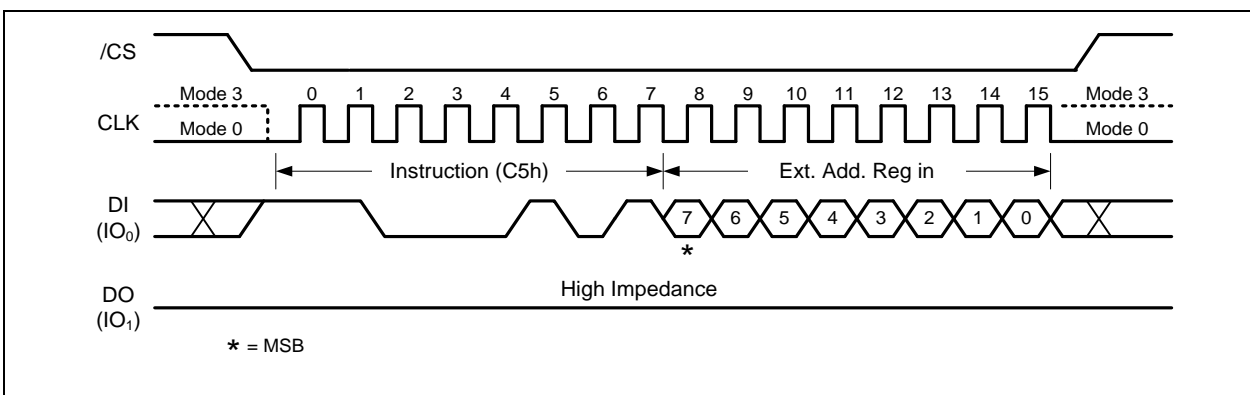 /CS
Mode 3 0 1 2 3 4 5 6 7 8 9 10 11 12 13 14 15 Mode 3
CLK
Mode 0 Mode 0
Instruction (C5h) Ext. Add. Reg in
DI
(IO₀)
7 6 5 4 3 2 1 0
*
High Impedance
DO
(IO₁)
* = MSB